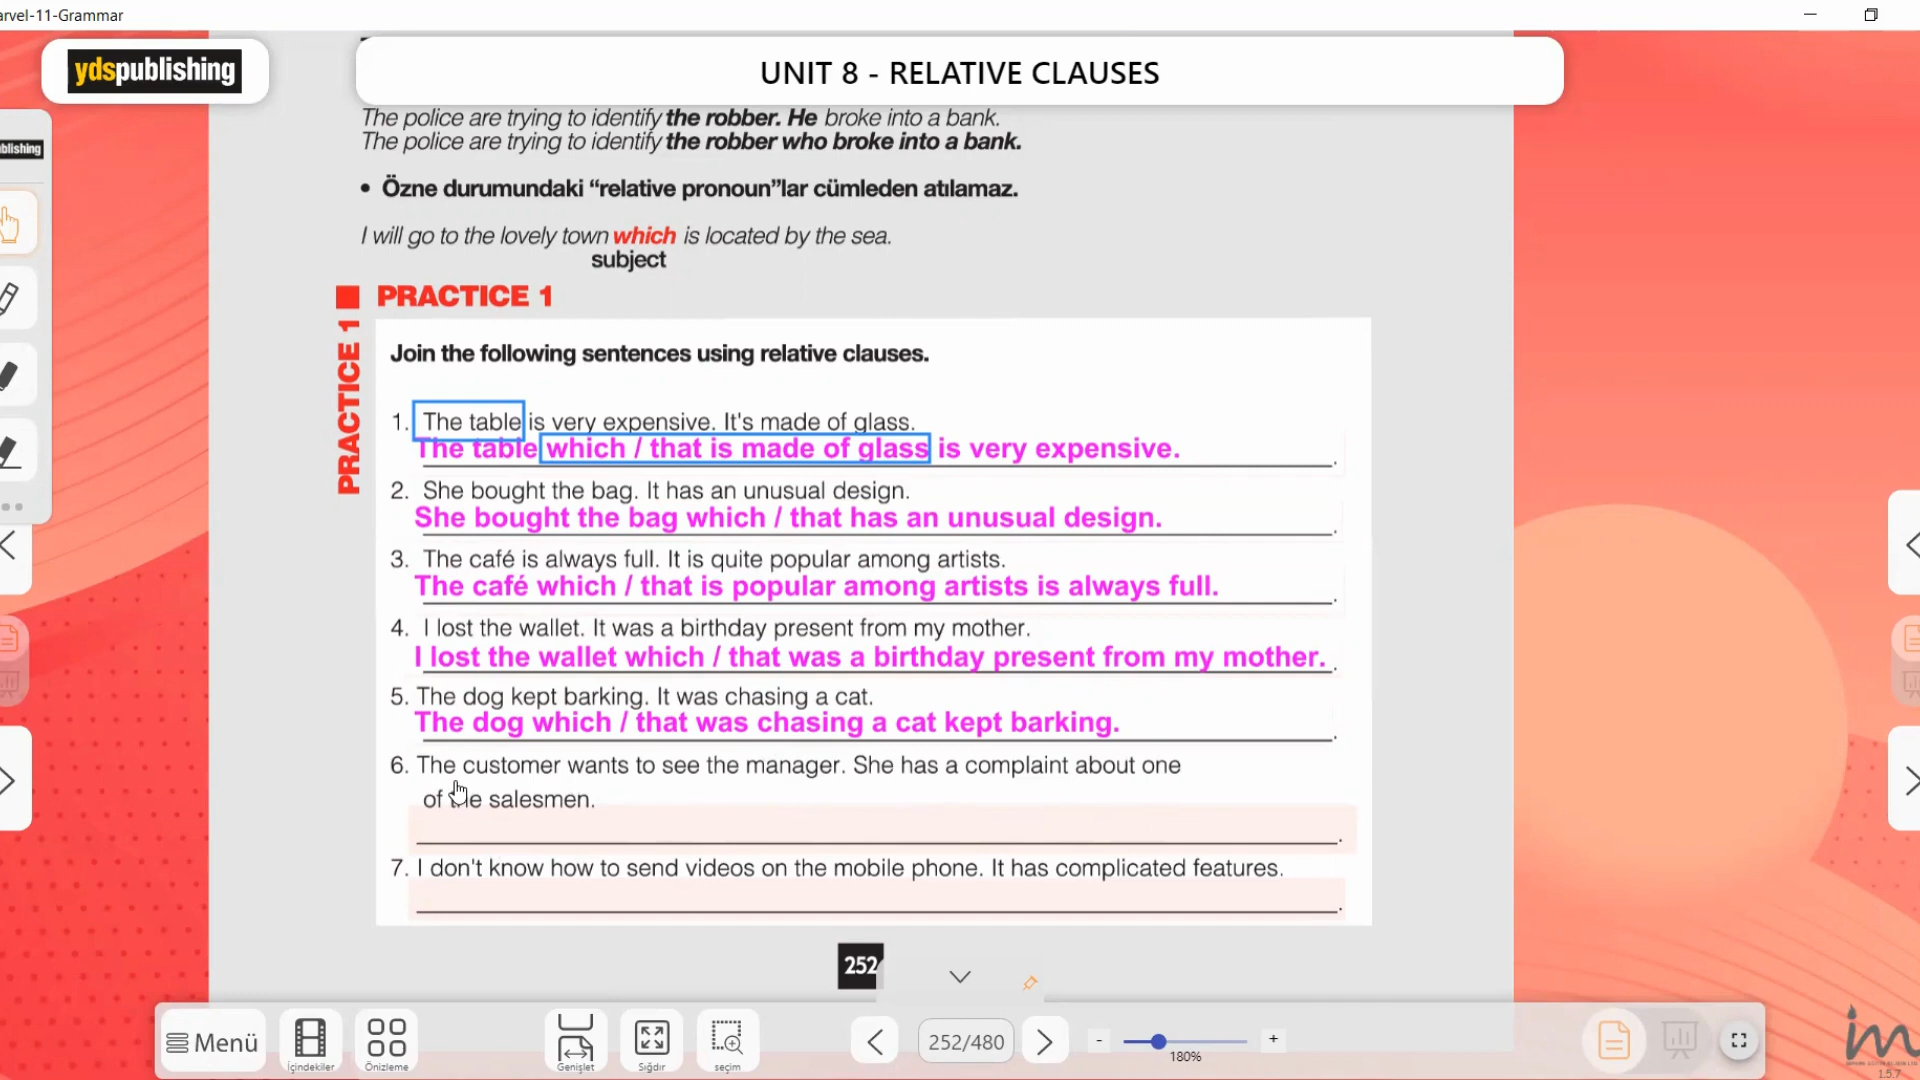 arvel-11-Grammar
ydspublishing
UNIT 8 - RELATIVE CLAUSES
blishing
The police are trying to identify the robber. He broke into a bank.
The police are trying to identify the robber who broke into a bank.
• Özne durumundaki “relative pronoun”lar cümleden atılamaz.
I will go to the lovely town which is located by the sea.
subject
PRACTICE 1
PRACTICE 1
Join the following sentences using relative clauses.
1. The table is very expensive. It's made of glass.
The table which / that is made of glass is very expensive.
2. She bought the bag. It has an unusual design.
She bought the bag which / that has an unusual design.
3. The café is always full. It is quite popular among artists.
The café which / that is popular among artists is always full.
4. I lost the wallet. It was a birthday present from my mother.
I lost the wallet which / that was a birthday present from my mother.
5. The dog kept barking. It was chasing a cat.
The dog which / that was chasing a cat kept barking.
6. The customer wants to see the manager. She has a complaint about one
of the salesmen.
7. I don't know how to send videos on the mobile phone. It has complicated features.
252
Menü
İçindekiler
Önizleme
Genişlet
Sığdır
seçim
252/480
-
180%
+
im
1.5.7